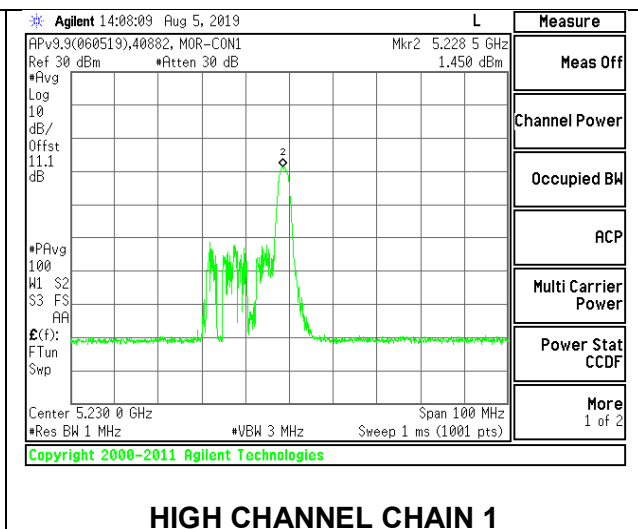 Agilent 14:08:09 Aug 5, 2019 L
APv9.9(060519),40882, MOR-CON1 Mkr2 5.228 5 GHz
Ref 30 dBm #Atten 30 dB 1.450 dBm
#Avg
Log
10
dB/
Offst
11.1
dB
2
#PAvg
100
W1 S2
S3 FS
AA
£(f):
FTun
Swp
Center 5.230 0 GHz Span 100 MHz
#Res BW 1 MHz #VBW 3 MHz Sweep 1 ms (1001 pts)
Copyright 2000-2011 Agilent Technologies
Measure
Meas Off
Channel Power
Occupied BW
ACP
Multi Carrier
Power
Power Stat
CCDF
More
1 of 2
HIGH CHANNEL CHAIN 1